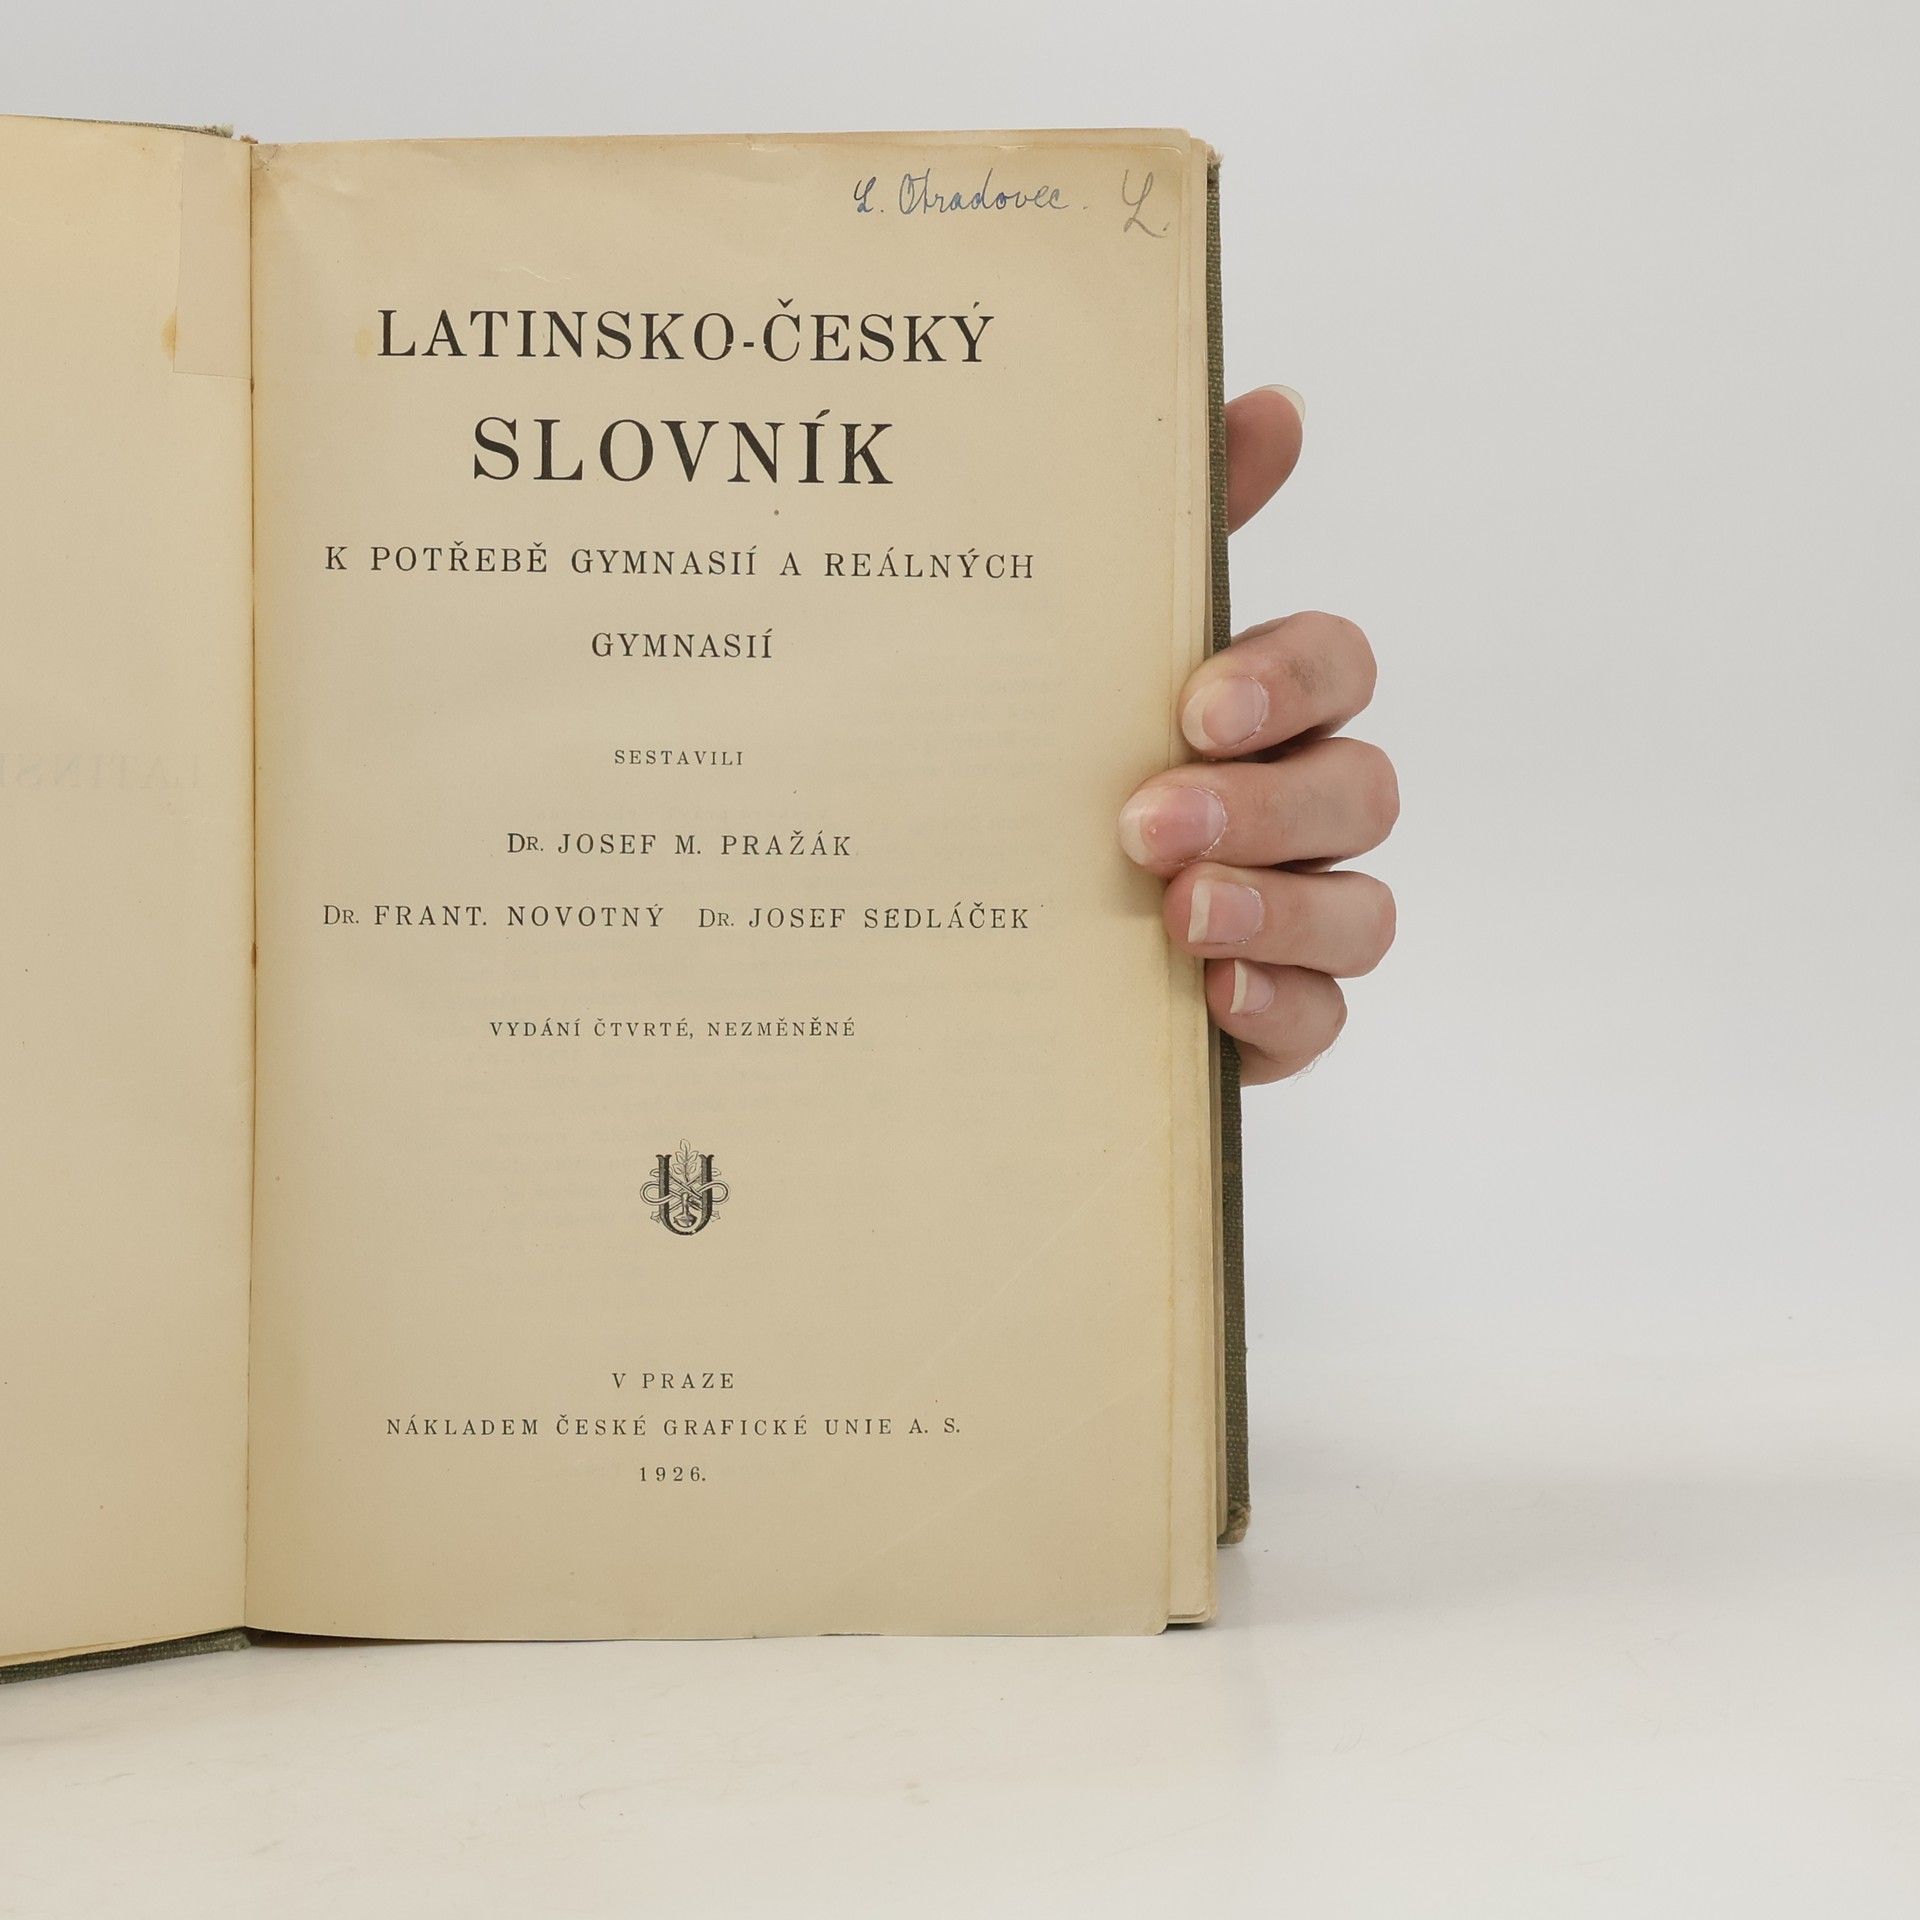 L. Otradovec. L.
LATINSKO-ČESKÝ
SLOVNÍK
K POTŘEBĚ GYMNASIÍ A REÁLNÝCH
GYMNASIÍ
SESTAVILI
DR. JOSEF M. PRAŽÁK
DR. FRANT. NOVOTNÝ DR. JOSEF SEDLÁČEK
VYDÁNÍ ČTVRTÉ, NEZMĚNĚNÉ
U
V PRAZE
NÁKLADEM ČESKÉ GRAFICKÉ UNIE A. S.
1926.